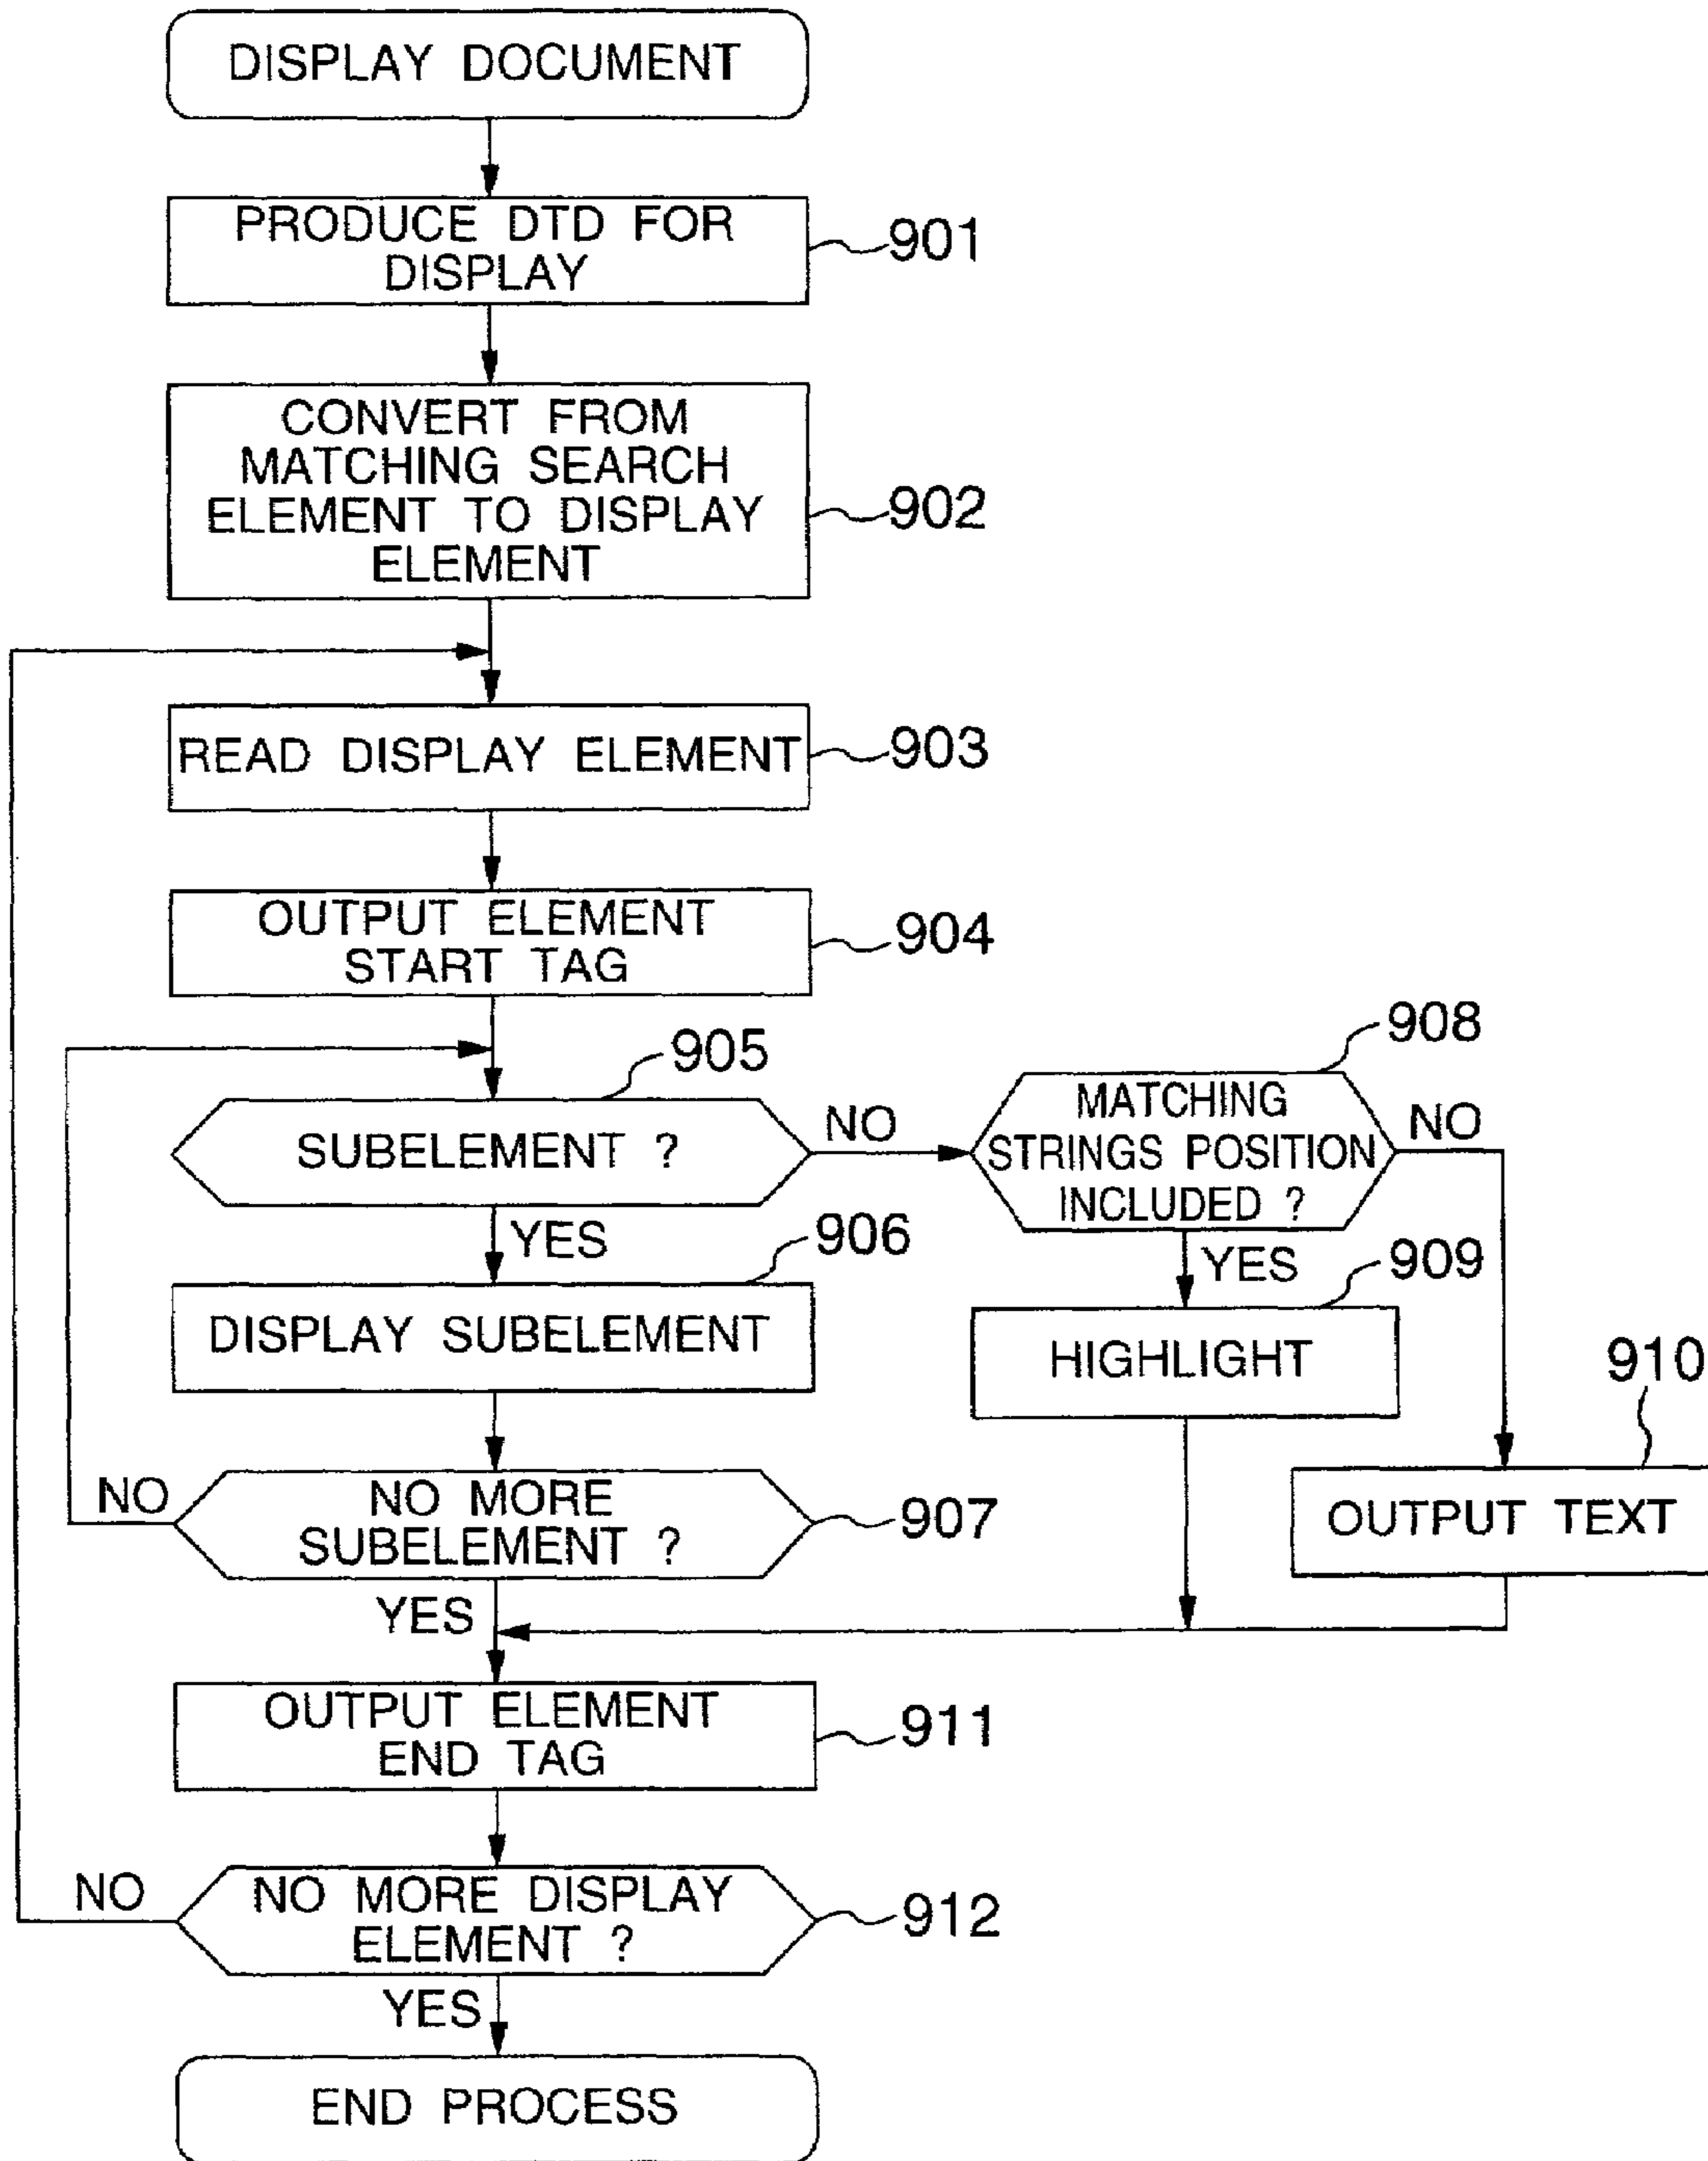 DISPLAY DOCUMENT
PRODUCE DTD FOR
DISPLAY
901
CONVERT FROM
MATCHING SEARCH
ELEMENT TO DISPLAY
ELEMENT
902
READ DISPLAY ELEMENT
903
OUTPUT ELEMENT
START TAG
904
905
SUBELEMENT ?
NO
YES
908
MATCHING
STRINGS POSITION
INCLUDED ?
NO
YES
906
DISPLAY SUBELEMENT
909
HIGHLIGHT
910
OUTPUT TEXT
NO MORE
SUBELEMENT ?
907
NO
YES
OUTPUT ELEMENT
END TAG
911
NO MORE DISPLAY
ELEMENT ?
912
NO
YES
END PROCESS